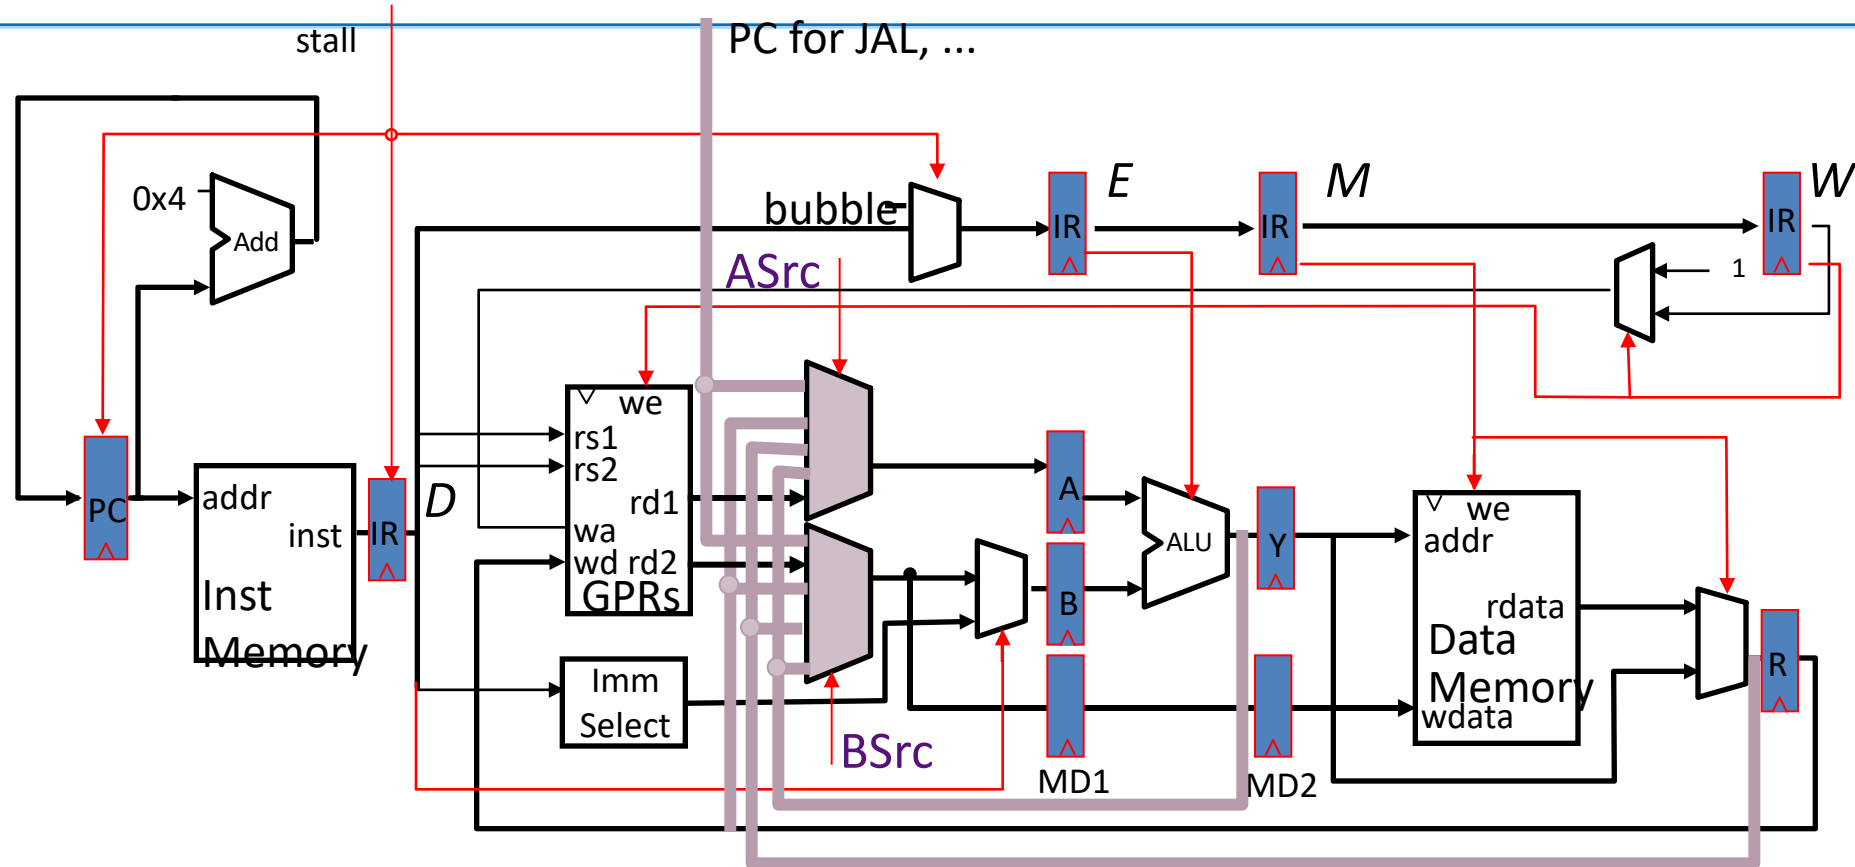 stall
PC for JAL, ...
0x4
Add
bubble
E
M
W
IR
IR
IR
ASrc
1
we
rs1
rs2
rd1
wa
wd rd2
GPRs
PC
addr
inst
Inst
Memory
IR
D
A
B
ALU
Y
we
addr
rdata
Data
Memory
wdata
R
Imm
Select
BSrc
MD1
MD2